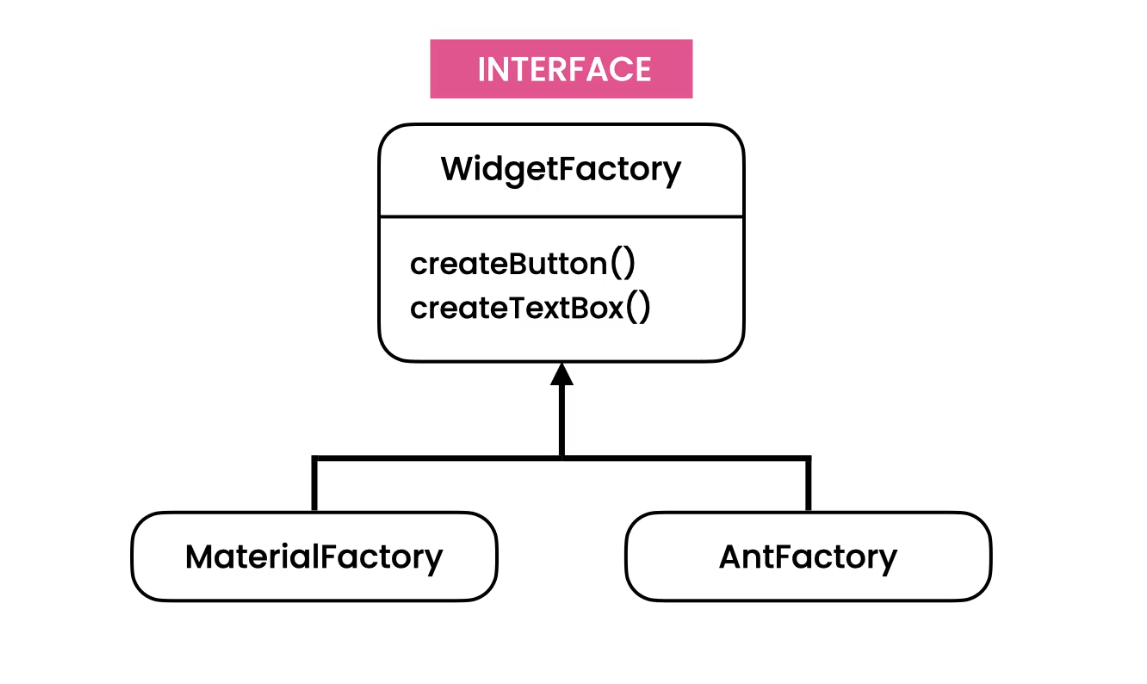 INTERFACE
WidgetFactory
createButton()
createTextBox()
MaterialFactory
AntFactory